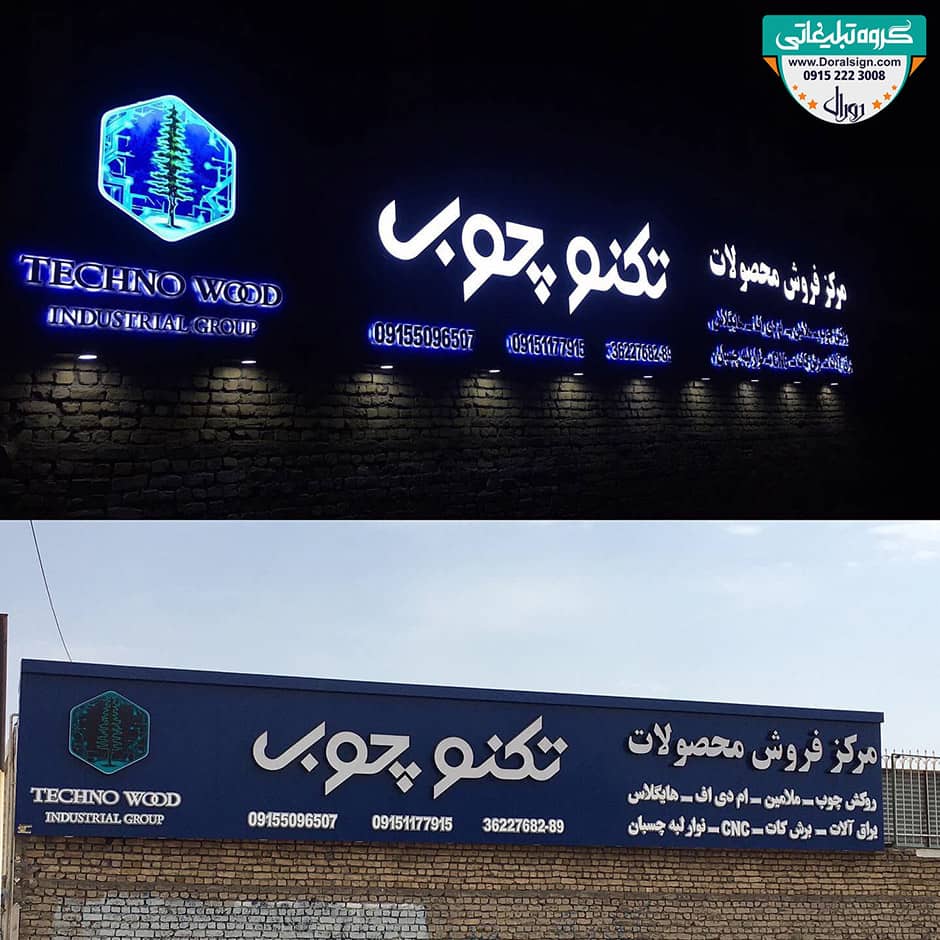 گروه تبلیغاتی
www.Doralsign.com
0915 222 3008
دورال
TECHNO WOOD
INDUSTRIAL GROUP
تکنو چوب
09155096507
09151177915
36227682-89
مرکز فروش محصولات
TECHNO WOOD
INDUSTRIAL GROUP
تکنو چوب
09155096507
09151177915
36227682-89
مرکز فروش محصولات
روکش چوب - ملامین - ام دی اف - هایگلاس
یراق آلات - برش کات - CNC - نوار لبه چسبان